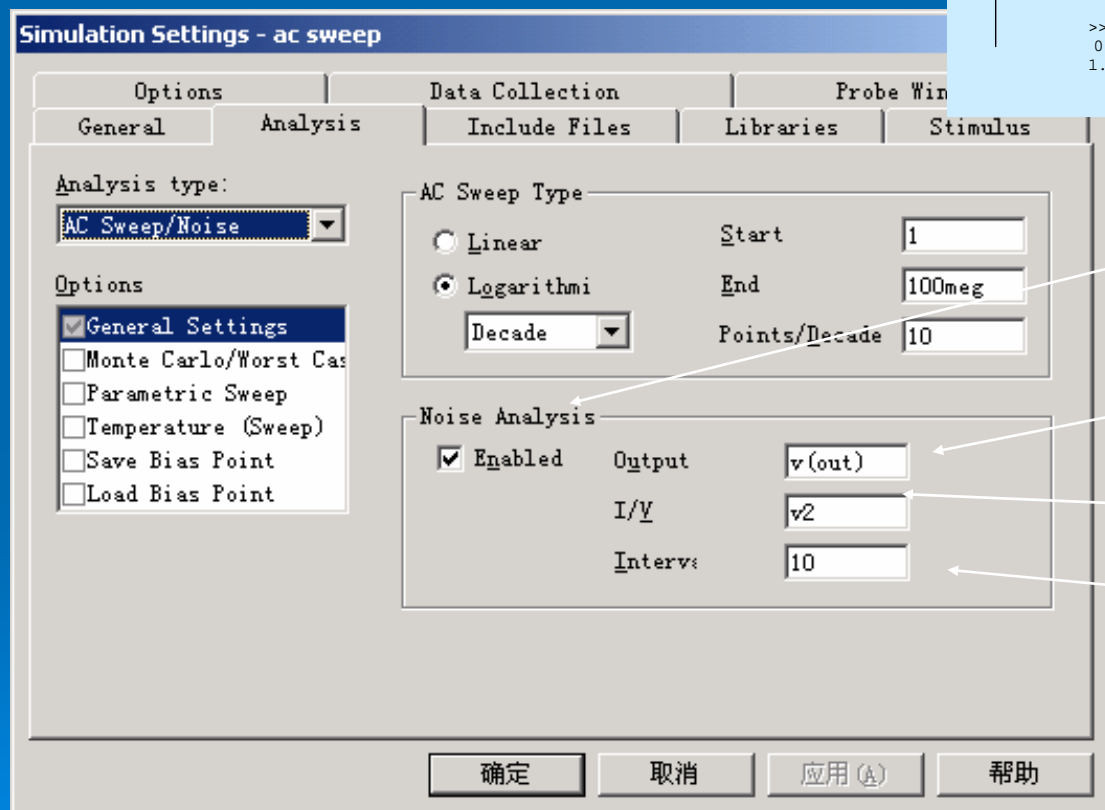 >>
0
1.
Simulation Settings - ac sweep
Options Data Collection Probe Win
General Analysis Include Files Libraries Stimulus
Analysis type:
AC Sweep/Noise
Options
General Settings
Monte Carlo/Worst Cas
Parametric Sweep
Temperature (Sweep)
Save Bias Point
Load Bias Point
AC Sweep Type
Linear
Logarithmi
Decade
Start 1
End 100meg
Points/Decade 10
Noise Analysis
Enabled
Output v(out)
I/V v2
Interva 10
确定 取消 应用(A) 帮助